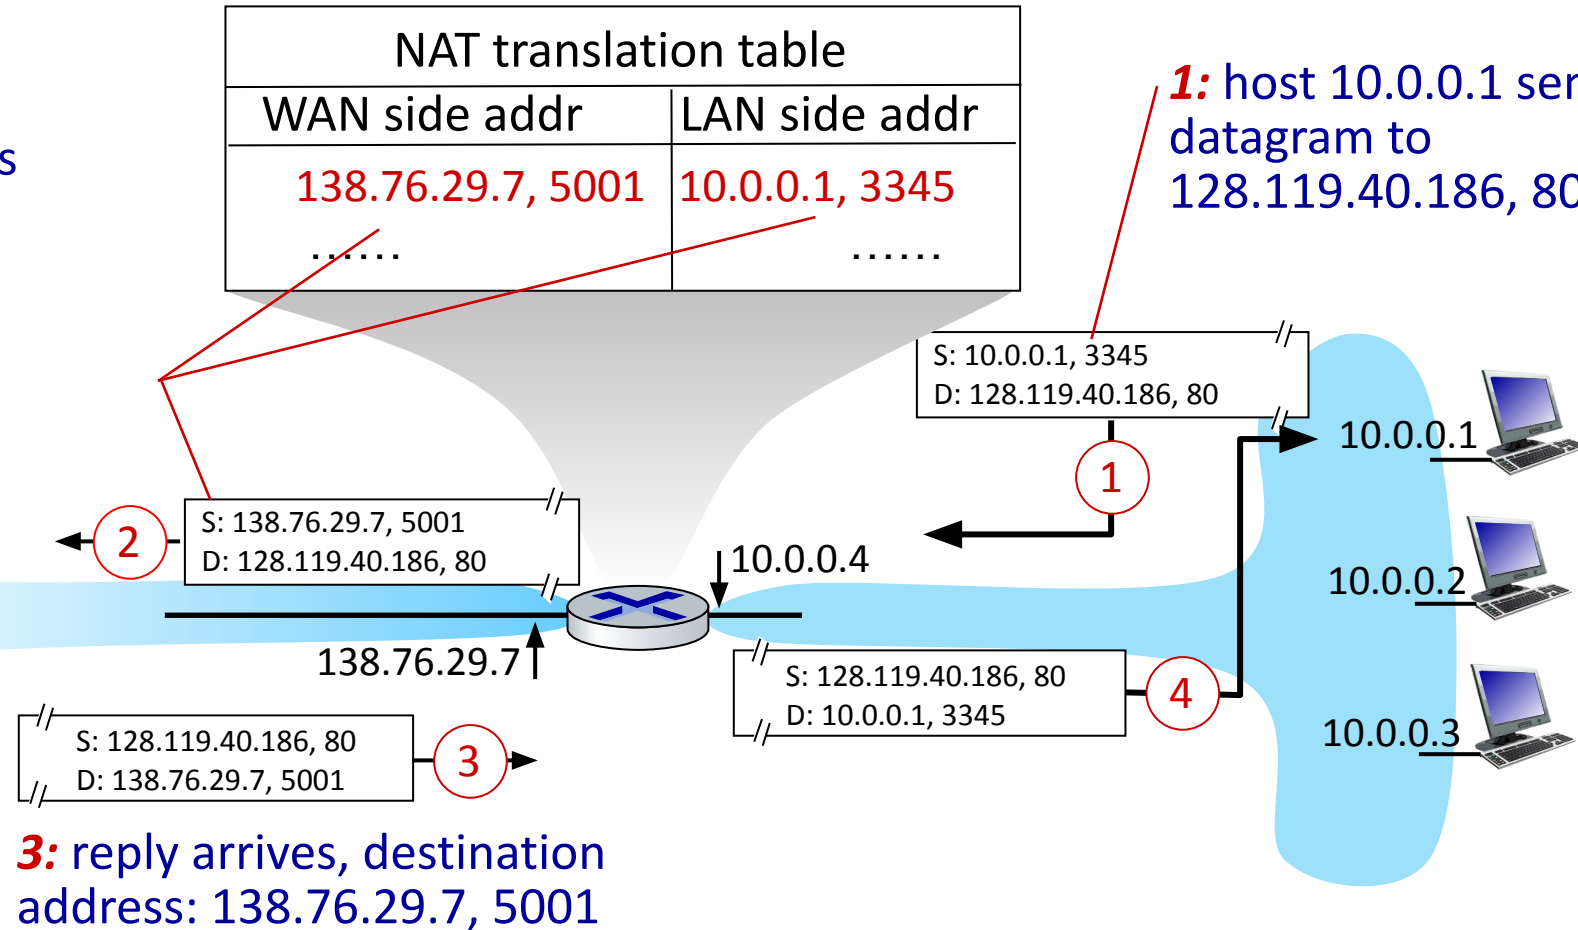 NAT translation table
WAN side addr LAN side addr
138.76.29.7, 5001 10.0.0.1, 3345
...... ......
s
1: host 10.0.0.1
datagram to
128.119.40.186, 80
S: 10.0.0.1, 3345
D: 128.119.40.186, 80
1
10.0.0.1
S: 138.76.29.7, 5001
D: 128.119.40.186, 80
2
10.0.0.4
10.0.0.2
138.76.29.7
S: 128.119.40.186, 80
D: 10.0.0.1, 3345
4
10.0.0.3
S: 128.119.40.186, 80
D: 138.76.29.7, 5001
3
3: reply arrives, destination
address: 138.76.29.7, 5001